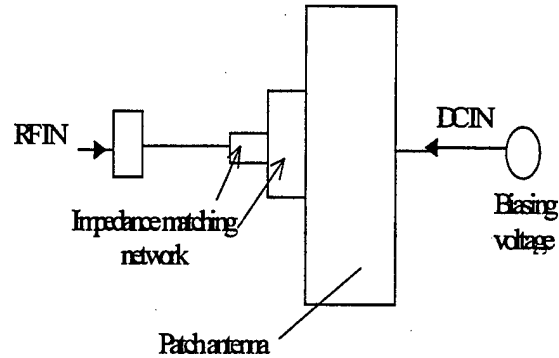 RFIN
DCIN
Impedance matching
network
Biasing
voltage
Patch antenna